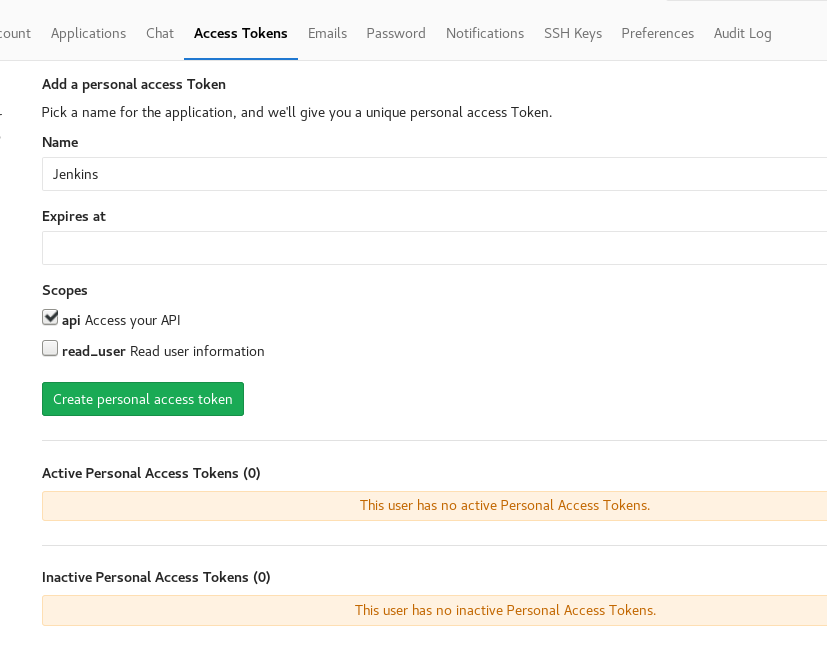 Applications Chat Access Tokens Emails Password Notifications SSH Keys Preferences Audit Log
Add a personal access Token
Pick a name for the application, and we'll give you a unique personal access Token.
Name
Jenkins
Expires at
Scopes
api Access your API
read_user Read user information
Create personal access token
Active Personal Access Tokens (0)
This user has no active Personal Access Tokens.
Inactive Personal Access Tokens (0)
This user has no inactive Personal Access Tokens.